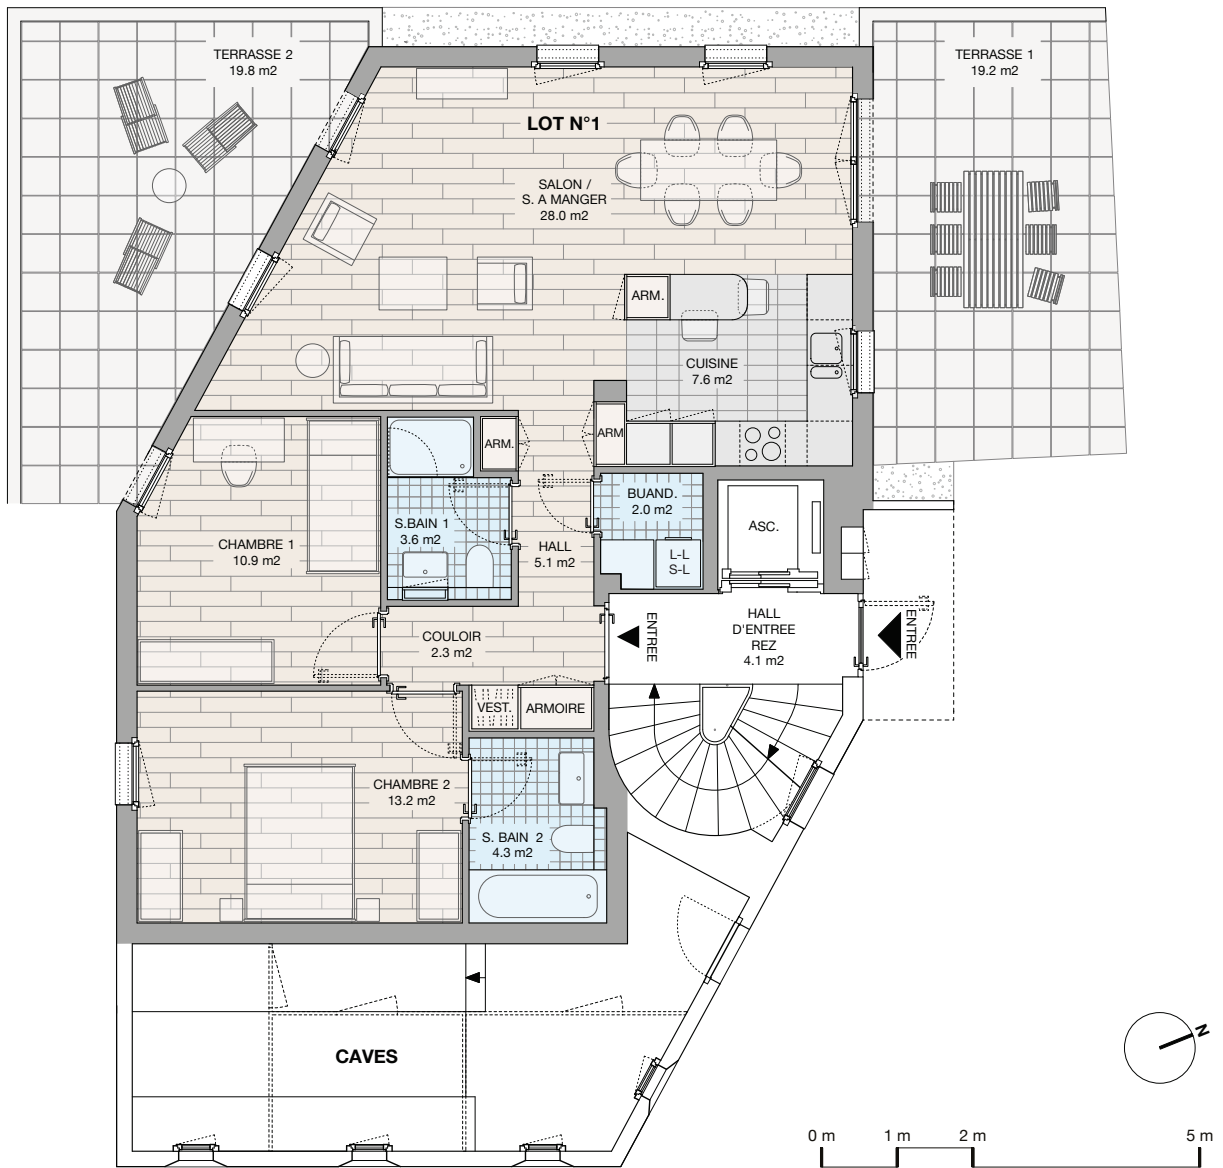 TERRASSE 2
19.8 m2
TERRASSE 1
19.2 m2
LOT N°1
SALON /
S. A MANGER
28.0 m2
ARM.
CUISINE
7.6 m2
ARM.
ARM
S.BAIN 1
3.6 m2
BUAND.
2.0 m2
ASC.
CHAMBRE 1
10.9 m2
HALL
5.1 m2
L-L
S-L
COULOIR
2.3 m2
ENTREE
HALL
D'ENTREE
REZ
4.1 m2
ENTREE
VEST.
ARMOIRE
CHAMBRE 2
13.2 m2
S. BAIN 2
4.3 m2
CAVES
N
0 m
1 m
2 m
5 m